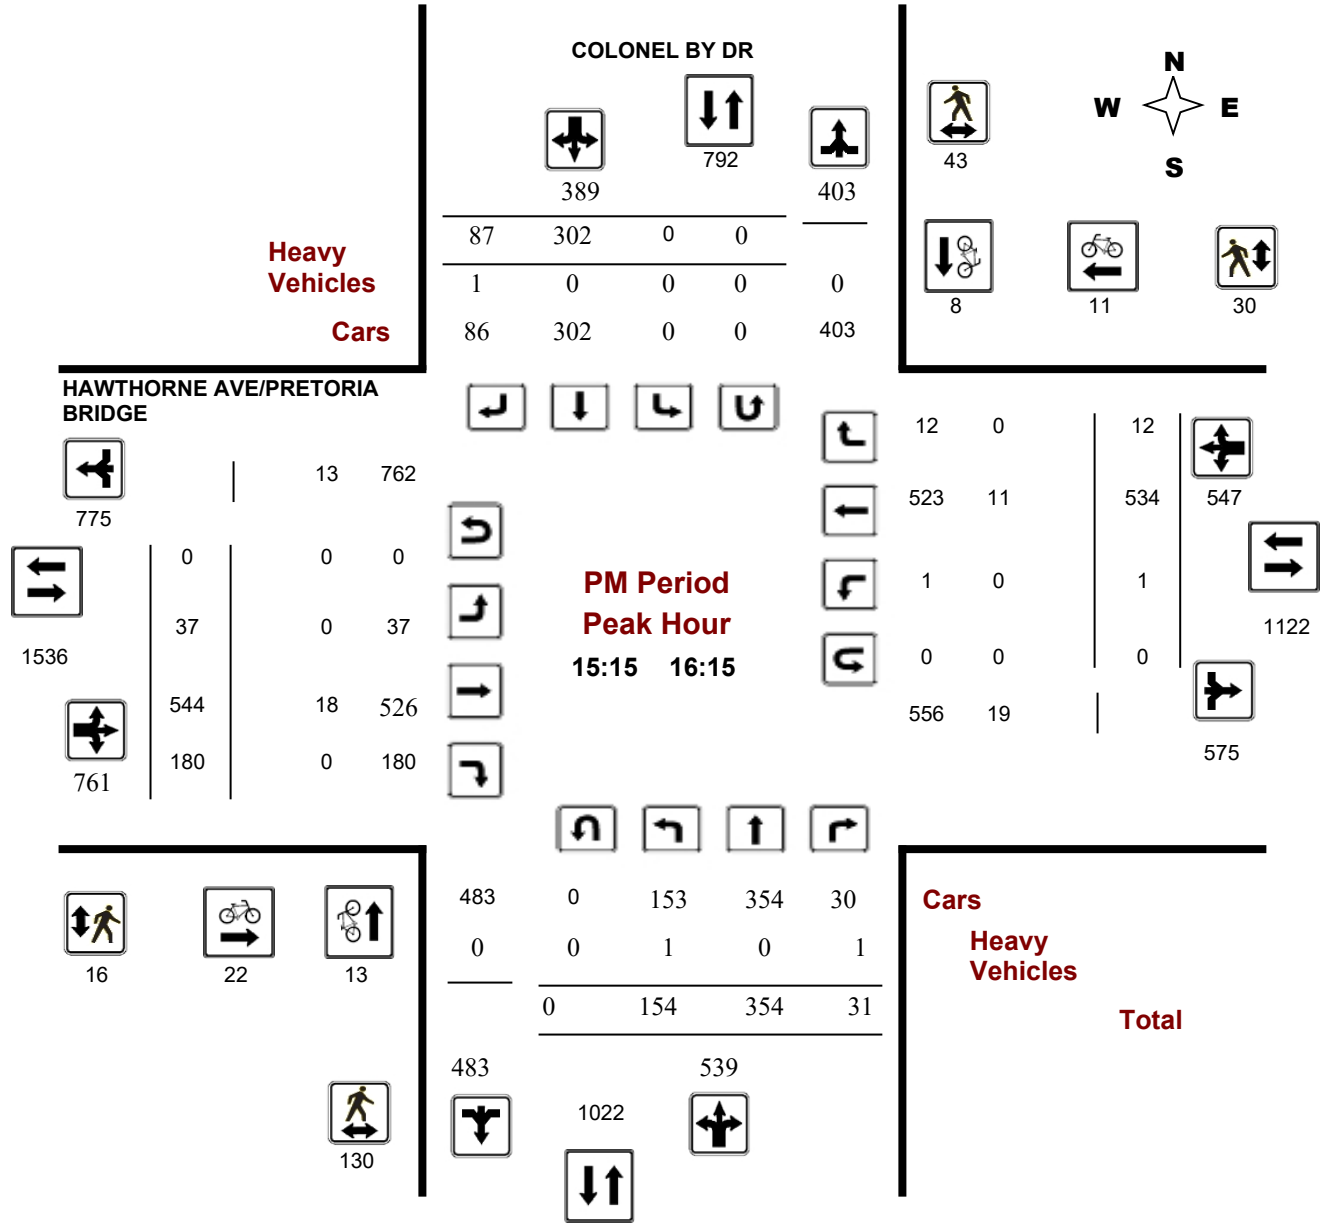 COLONEL BY DR
N
W E
S
792
43
389 403
87 302 0 0
Heavy
Vehicles
1 0 0 0 0
8 11 30
Cars
86 302 0 0 403
HAWTHORNE AVE/PRETORIA
BRIDGE
12 0 12
13 762
523 11 534 547
775
0 0 0
PM Period
1 0 1
Peak Hour
37 0 37
1122
1536
15:15 16:15
0 0 0
544 18 526
556 19
575
180 0 180
761
483 0 153 354 30
Cars
0 0 1 0 1
Heavy
Vehicles
16 22 13
0 154 354 31
Total
483 539
1022
130